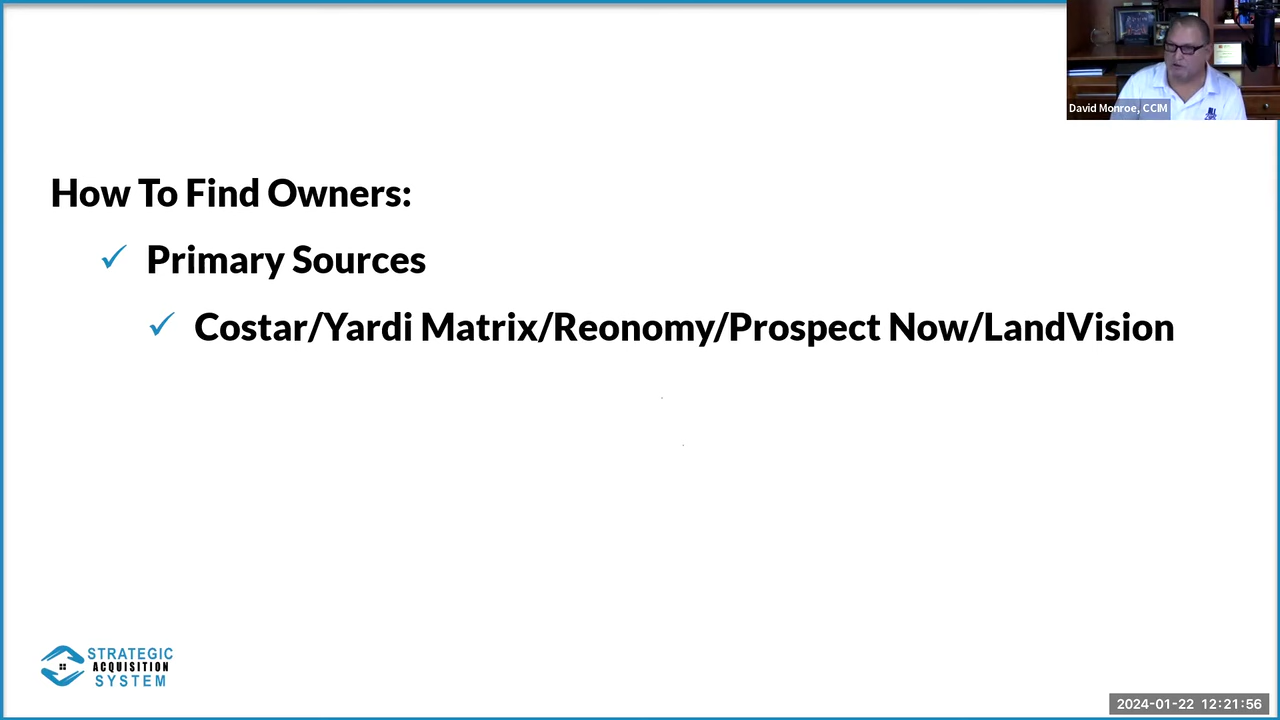 David Monroe, CCIM
How To Find Owners:
✓ Primary Sources
✓ Costar/Yardi Matrix/Reonomy/Prospect Now/LandVision
STRATEGIC
ACQUISITION
SYSTEM
2024-01-22 12:21:56